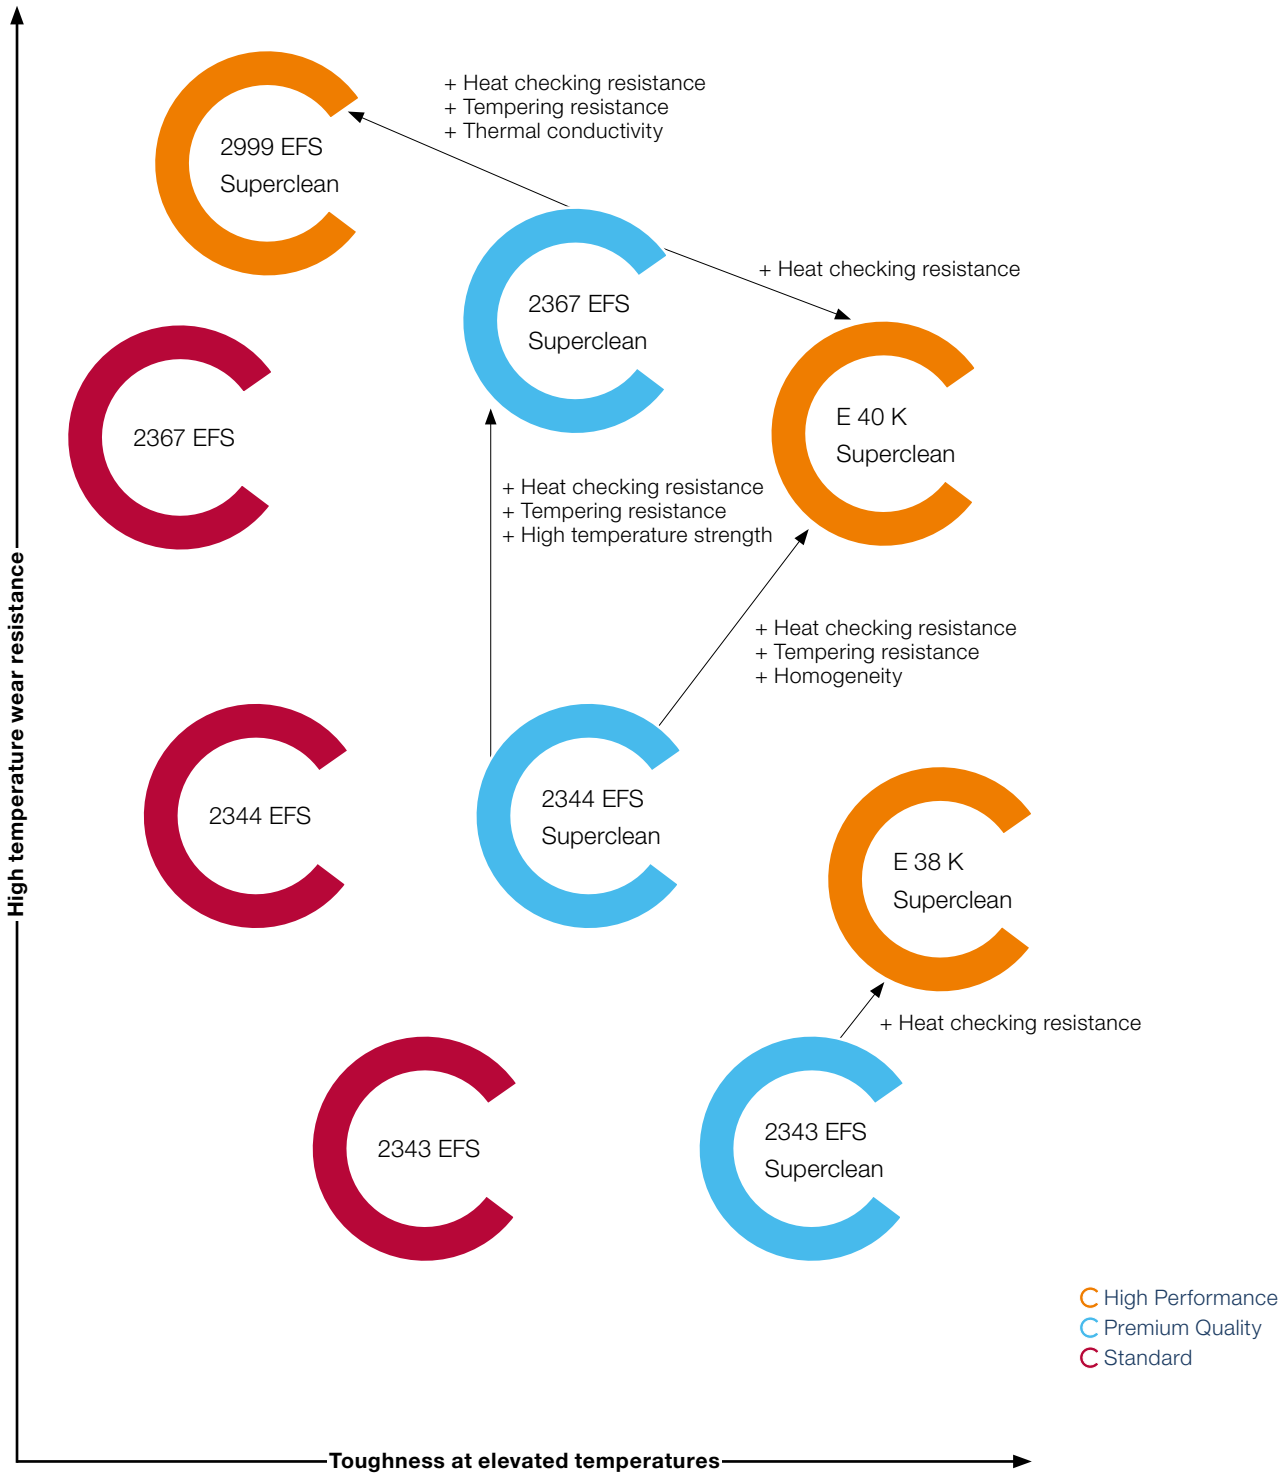 + Heat checking resistance
+ Tempering resistance
+ Thermal conductivity
2999 EFS
Superclean
+ Heat checking resistance
2367 EFS
Superclean
E 40 K
Superclean
2367 EFS
+ Heat checking resistance
+ Tempering resistance
+ High temperature strength
+ Heat checking resistance
+ Tempering resistance
+ Homogeneity
High temperature wear resistance
2344 EFS
2344 EFS
Superclean
E 38 K
Superclean
+ Heat checking resistance
2343 EFS
2343 EFS
Superclean
High Performance
Premium Quality
Standard
Toughness at elevated temperatures